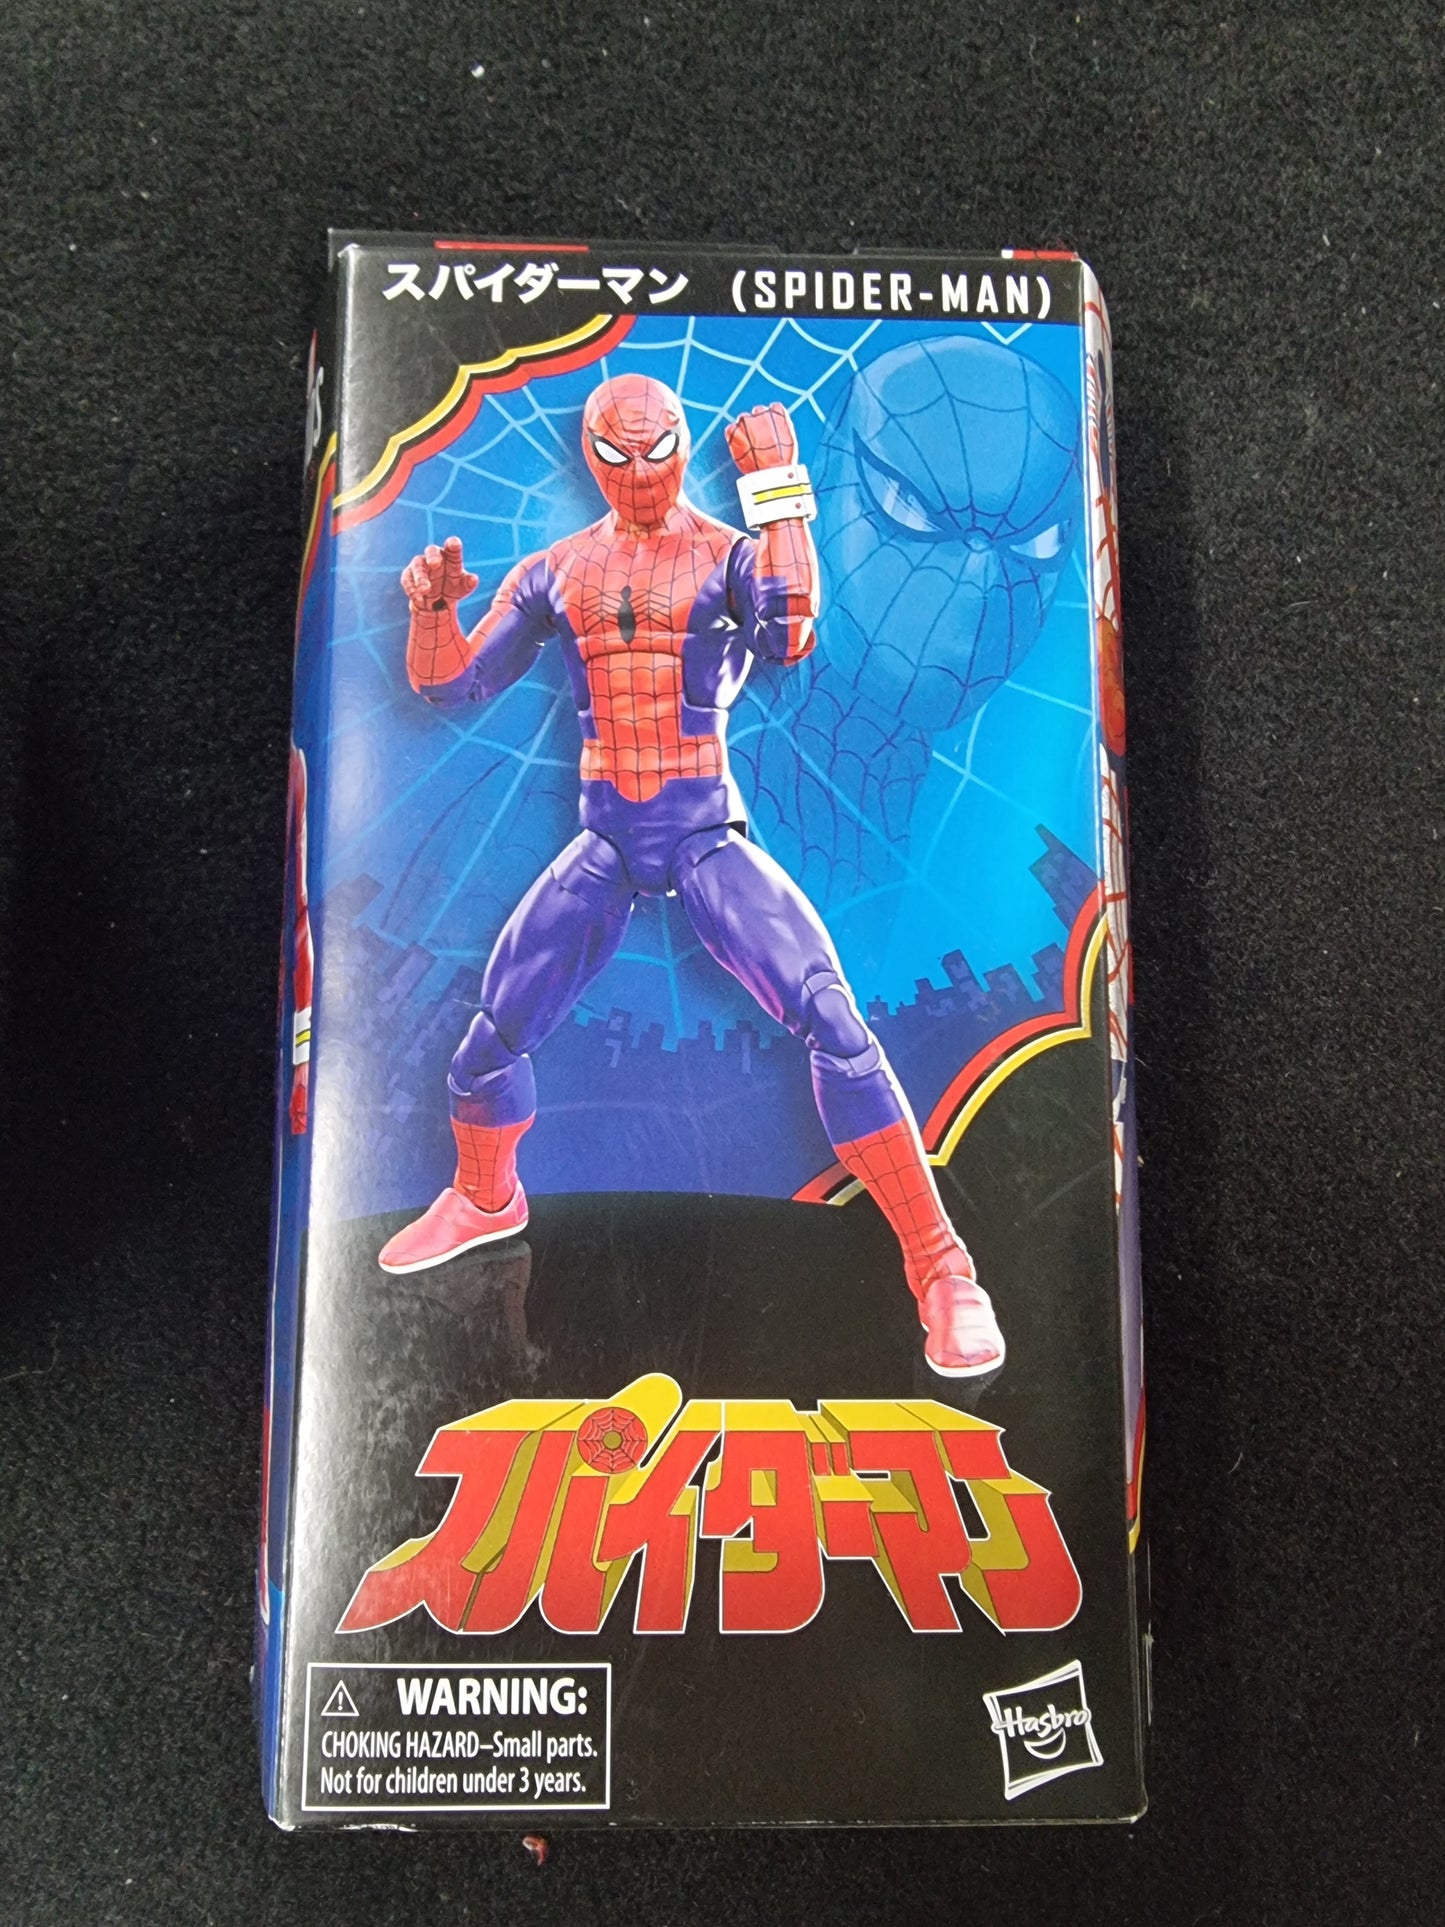 スパイダーマン (SPIDER-MAN)
スパイダーマン
WARNING:
CHOKING HAZARD–Small parts.
Not for children under 3 years.
Hasbro